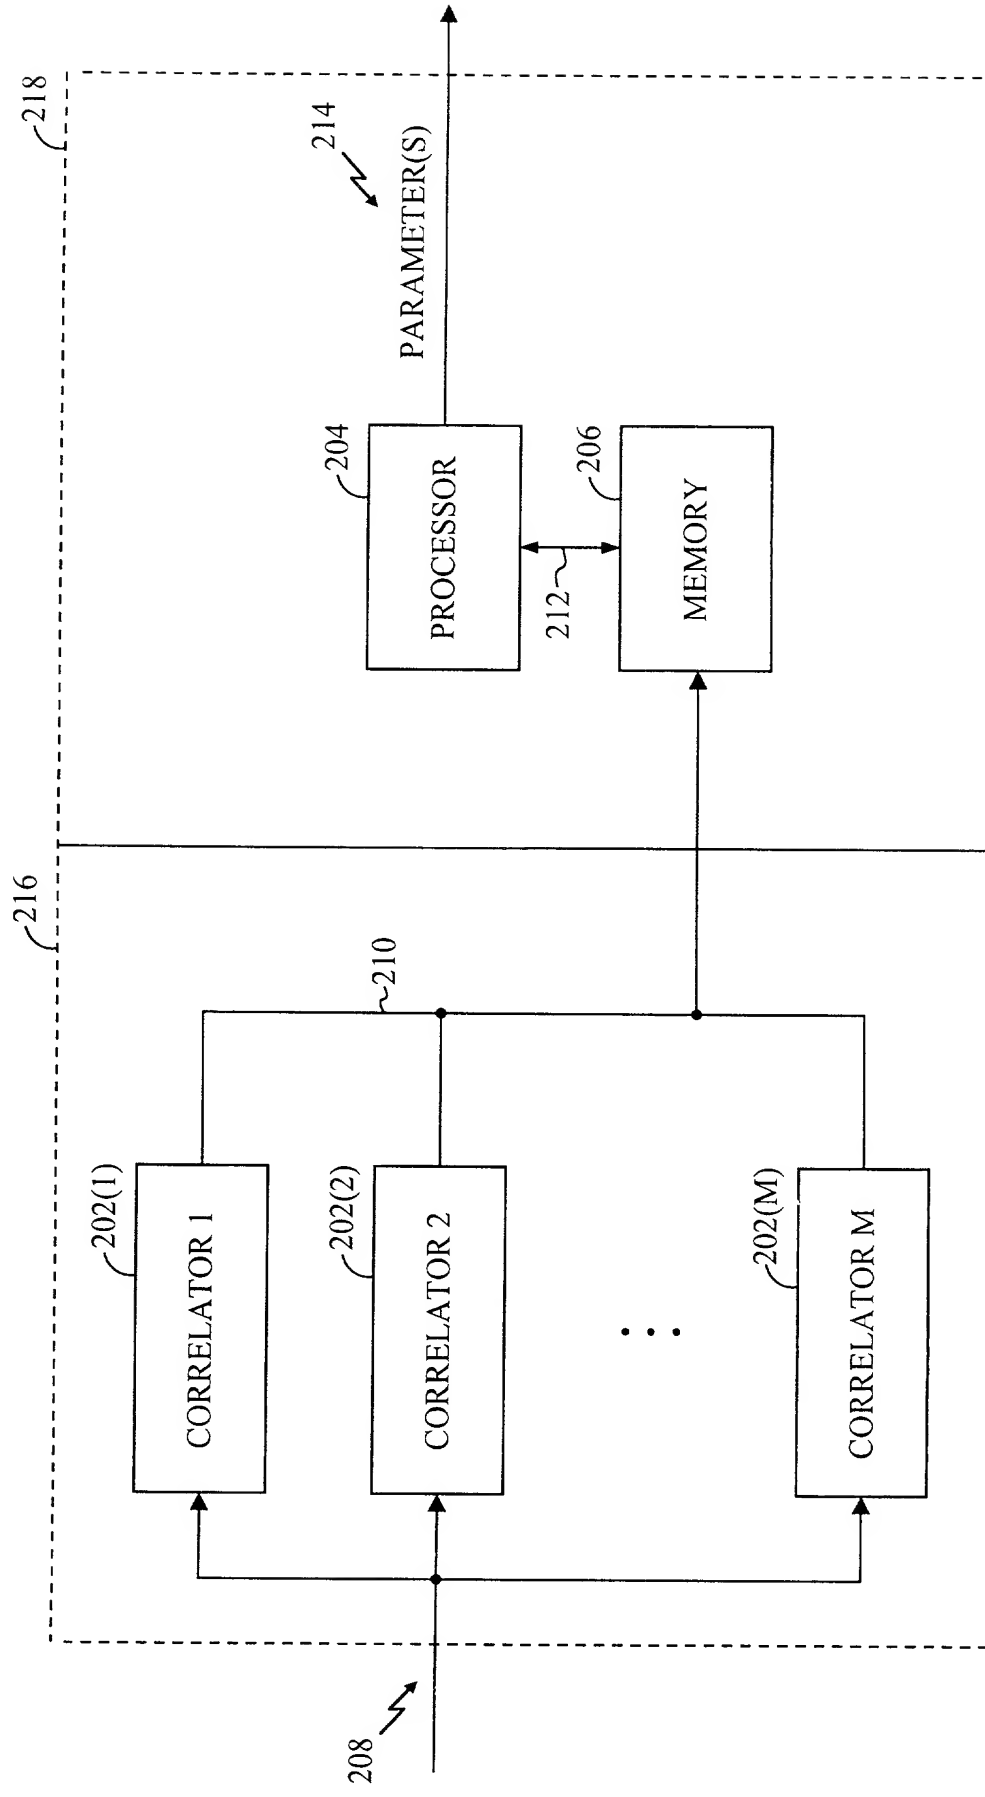 216
218
202(1)
CORRELATOR 1
210
204
PROCESSOR
214
PARAMETER(S)
202(2)
CORRELATOR 2
212
206
MEMORY
208
202(M)
CORRELATOR M